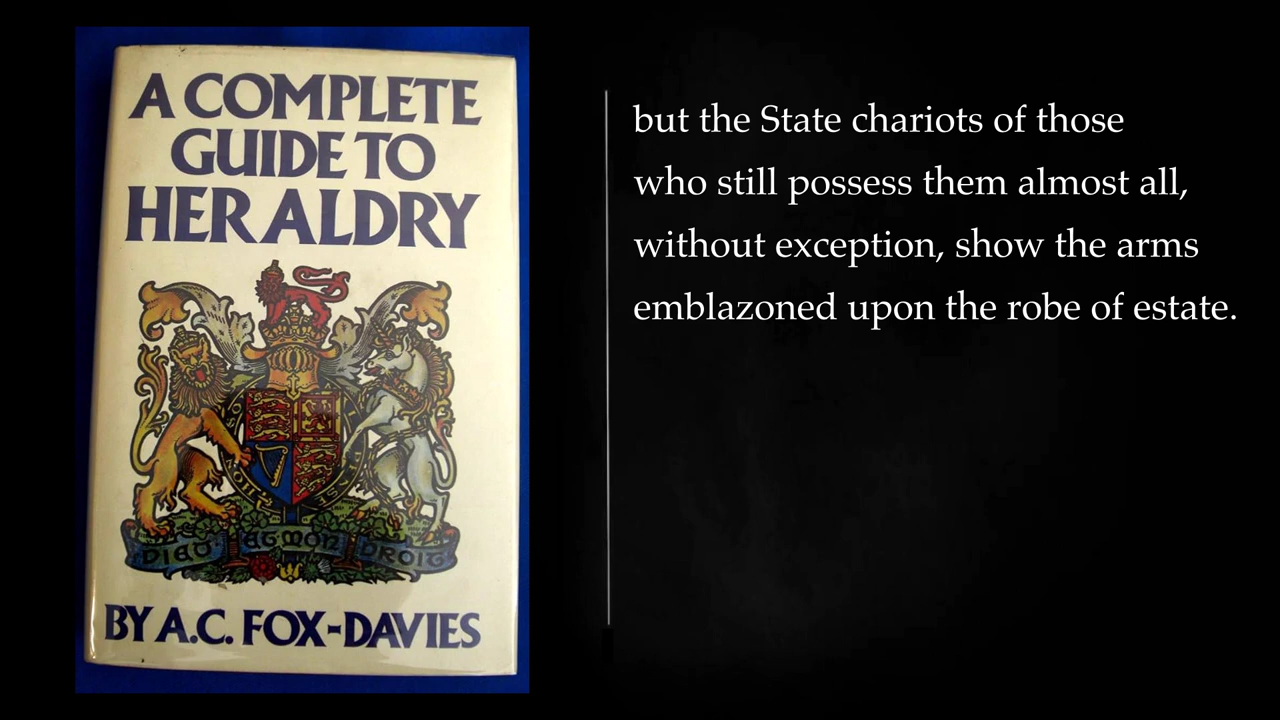 A COMPLETE
GUIDE TO
HERALDRY
DIEU ET MON DROIT
BY A.C. FOX-DAVIES
but the State chariots of those
who still possess them almost all,
without exception, show the arms
emblazoned upon the robe of estate.